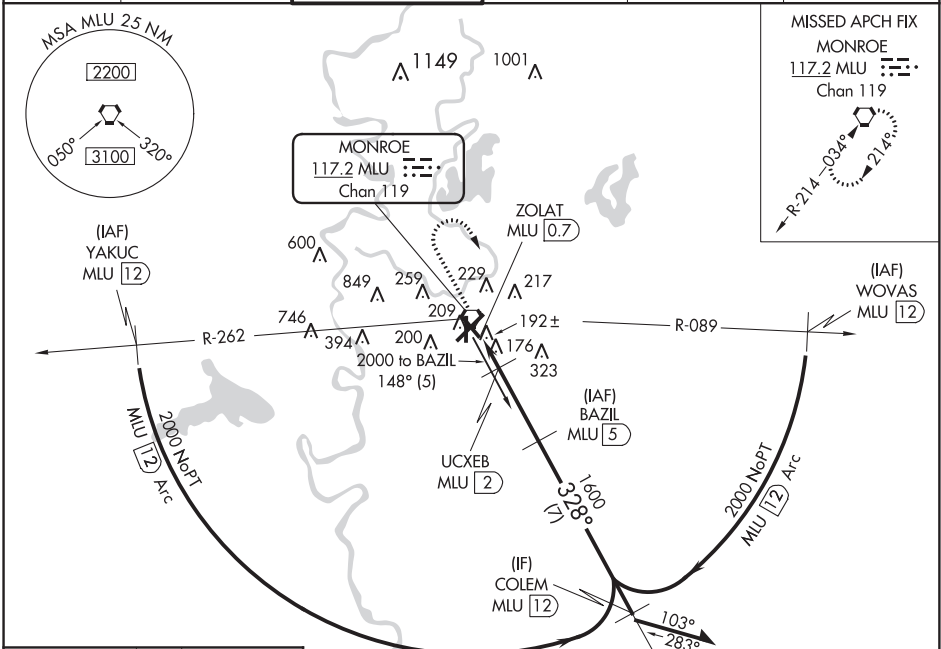 MSA MLU 25 NM
2200
050°
320°
3100
1149
1001
MISSED APCH FIX
MONROE
117.2 MLU
Chan 119
R-214
034°
214°
MONROE
117.2 MLU
Chan 119
ZOLAT
MLU 0.7
(IAF)
YAKUC
MLU 12
600
849
259
229
217
(IAF)
WOVAS
MLU 12
746
R-262
394
200
209
192±
176
323
R-089
2000 to BAZIL
148° (5)
(IAF)
BAZIL
MLU 5
UCXEB
MLU 2
2000 NoPT
MLU 12 Arc
1600
328°
(7)
2000 NoPT
MLU 12 Arc
(IF)
COLEM
MLU 12
103°
283°